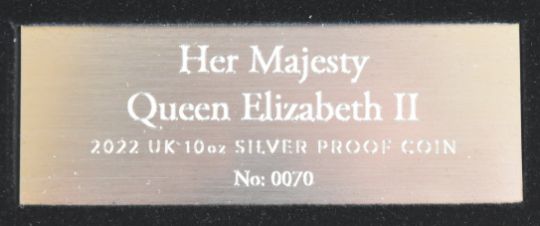 Her Majesty
Queen Elizabeth II
2022 UK 10oz SILVER PROOF COIN
No: 0070